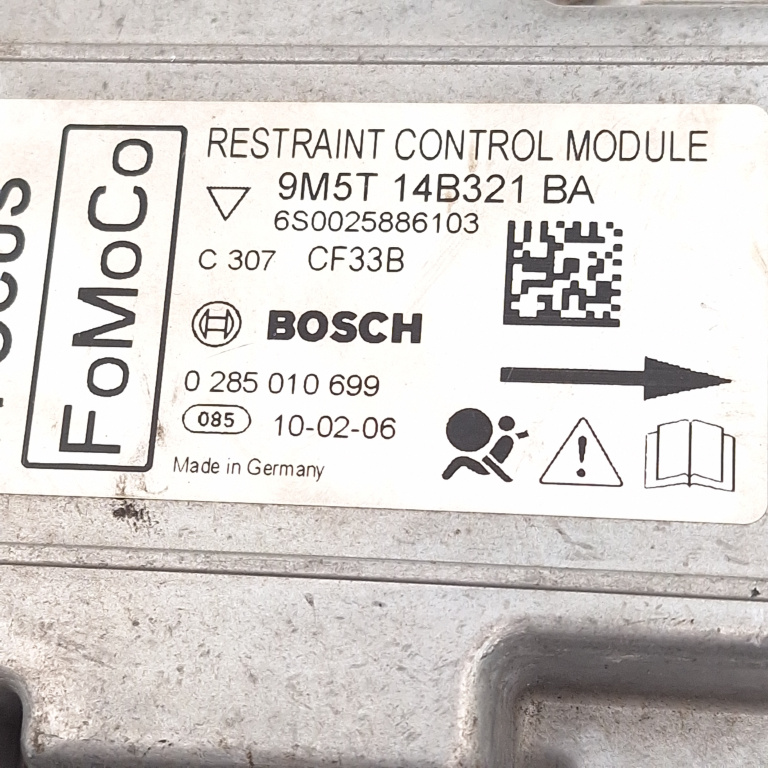 FoMoCo
RESTRAINT CONTROL MODULE
9M5T 14B321 BA
6S0025886103
C 307 CF33B
BOSCH
0 285 010 699
085 10-02-06
Made in Germany